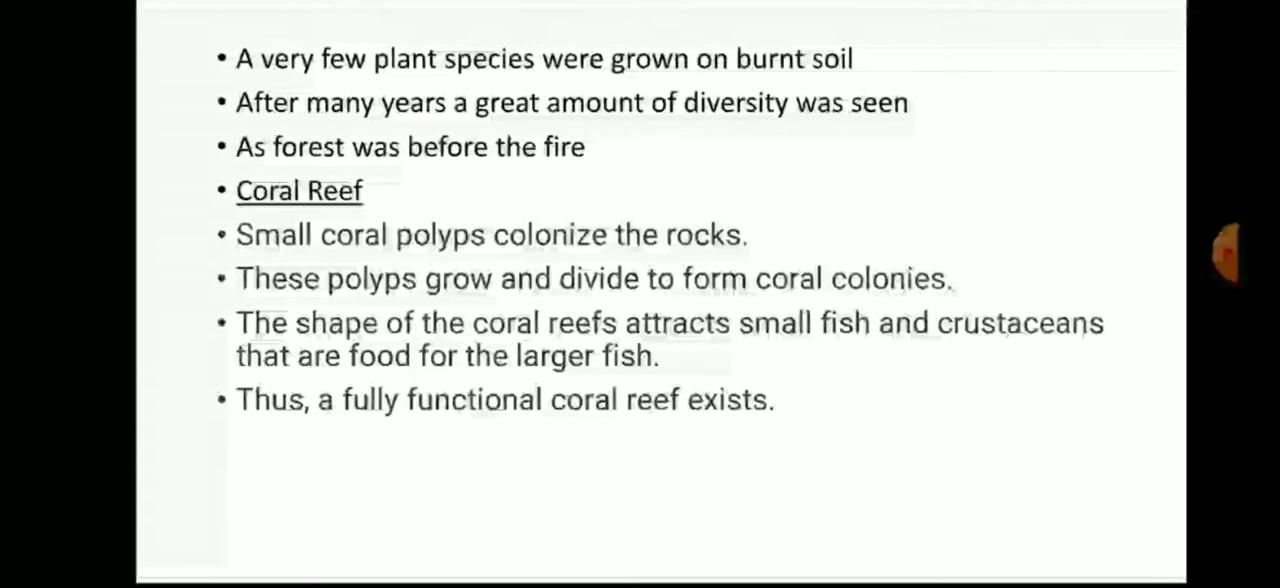 • A very few plant species were grown on burnt soil
• After many years a great amount of diversity was seen
• As forest was before the fire
• Coral Reef
• Small coral polyps colonize the rocks.
• These polyps grow and divide to form coral colonies.
• The shape of the coral reefs attracts small fish and crustaceans
that are food for the larger fish.
• Thus, a fully functional coral reef exists.